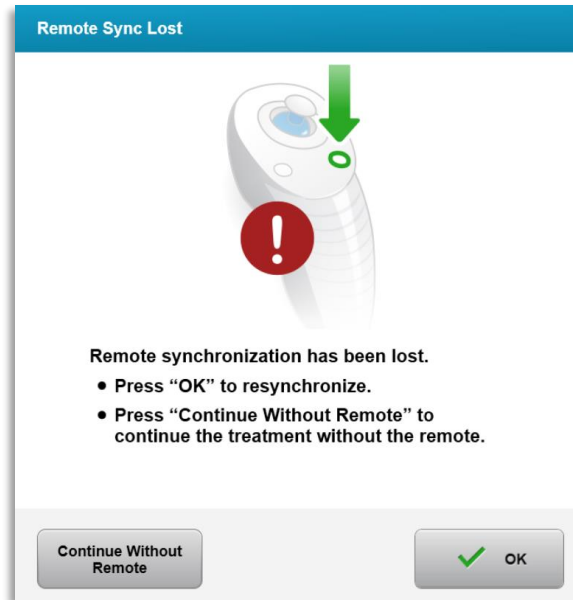 Remote Sync Lost
Remote synchronization has been lost.
• Press “OK” to resynchronize.
• Press “Continue Without Remote” to
continue the treatment without the remote.
Continue Without
Remote
OK